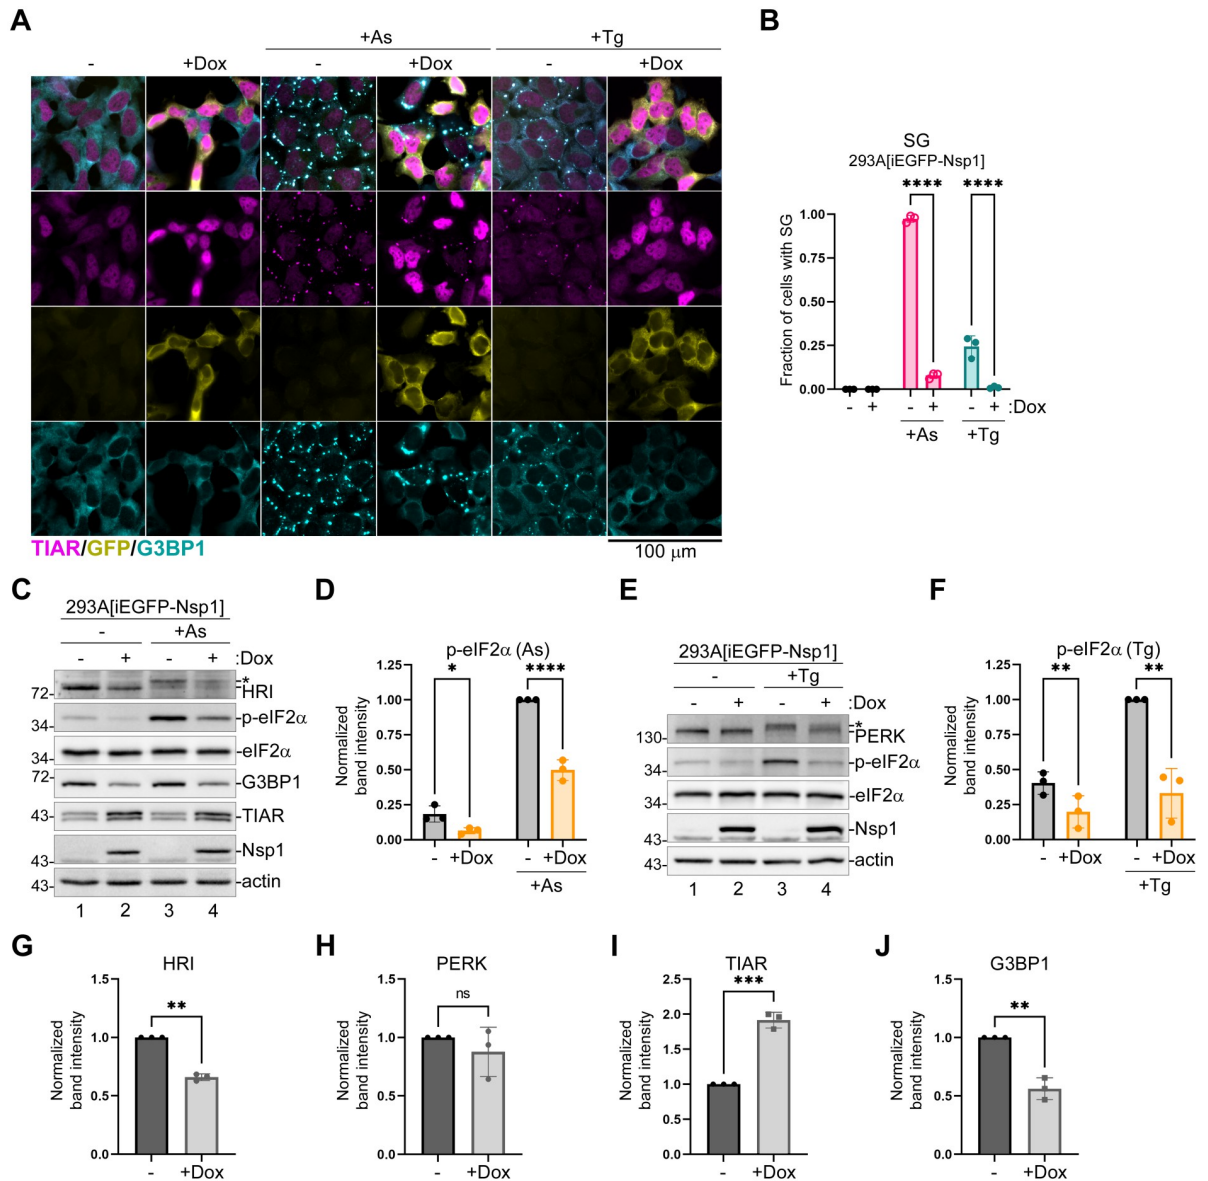 A
+As
+Tg
-
+Dox
-
+Dox
-
+Dox
TIAR/GFP/G3BP1
100 μm
B
SG
293A[iEGFP-Nsp1]
****
****
Fraction of cells with SG
1.00
0.75
0.50
0.25
0.00
- + - + - + :Dox
+As +Tg
C
293A[iEGFP-Nsp1]
- +As
- + - + :Dox
72- -* -HRI
34- -p-eIF2α
34- -eIF2α
72- -G3BP1
43- -TIAR
43- -Nsp1
43- -actin
1 2 3 4
D
p-eIF2α (As)
* ****
Normalized
band intensity
1.25
1.00
0.75
0.50
0.25
0.00
- +Dox - +Dox
+As
E
293A[iEGFP-Nsp1]
- +Tg
- + - + :Dox
130- -* -PERK
34- -p-eIF2α
34- -eIF2α
43- -Nsp1
43- -actin
1 2 3 4
F
p-eIF2α (Tg)
** **
Normalized
band intensity
1.25
1.00
0.75
0.50
0.25
0.00
- +Dox - +Dox
+Tg
G
HRI
**
Normalized
band intensity
1.5
1.0
0.5
0.0
- +Dox
H
PERK
ns
Normalized
band intensity
1.5
1.0
0.5
0.0
- +Dox
I
TIAR
***
Normalized
band intensity
2.5
2.0
1.5
1.0
0.5
0.0
- +Dox
J
G3BP1
**
Normalized
band intensity
1.5
1.0
0.5
0.0
- +Dox